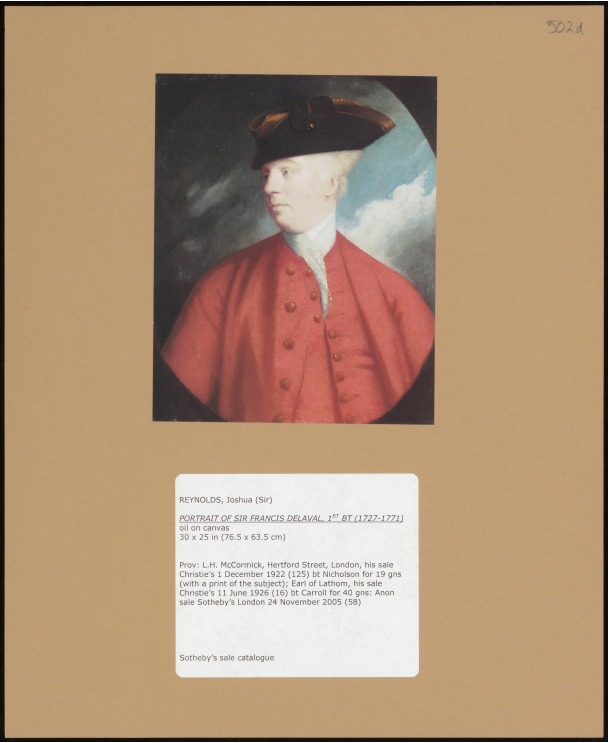 502d
REYNOLDS, Joshua (Sir)
PORTRAIT OF SIR FRANCIS DELAVAL, 1ST BT (1727-1771)
oil on canvas
30 x 25 in (76.5 x 63.5 cm)
Prov: L.H. McCormick, Hertford Street, London, his sale
Christie's 1 December 1922 (125) bt Nicholson for 19 gns
(with a print of the subject); Earl of Lathom, his sale
Christie's 11 June 1926 (16) bt Carroll for 40 gns: Anon
sale Sotheby's London 24 November 2005 (58)
Sotheby's sale catalogue